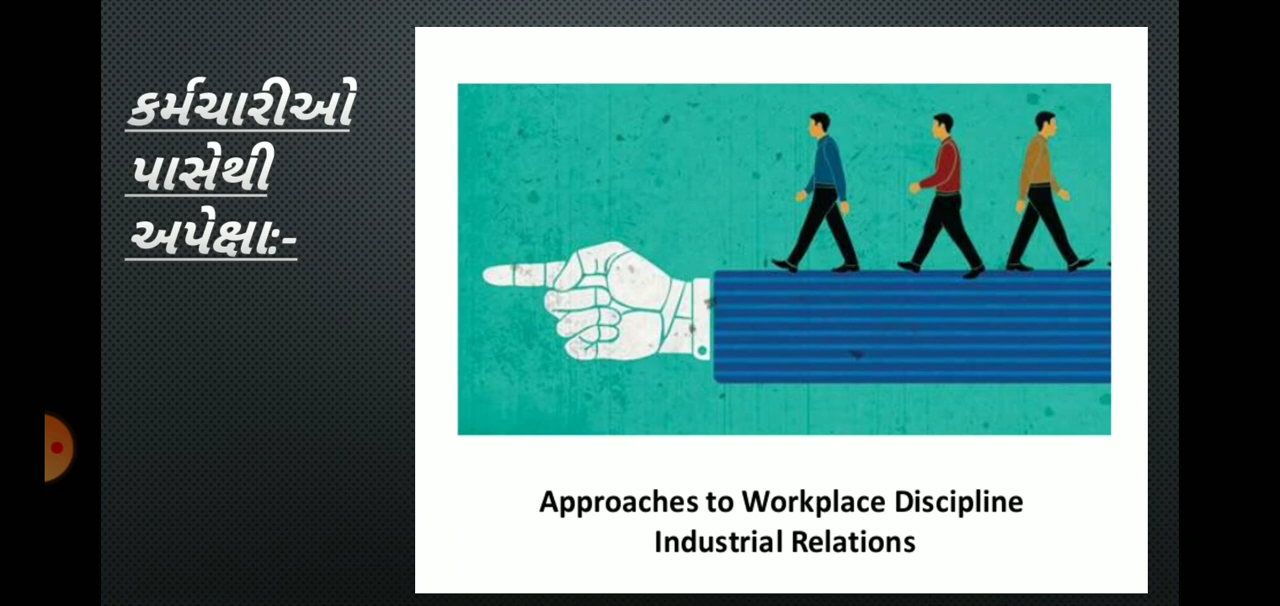 કર્મચારીઓ
પાસેથી
અપેક્ષા:-
Approaches to Workplace Discipline
Industrial Relations